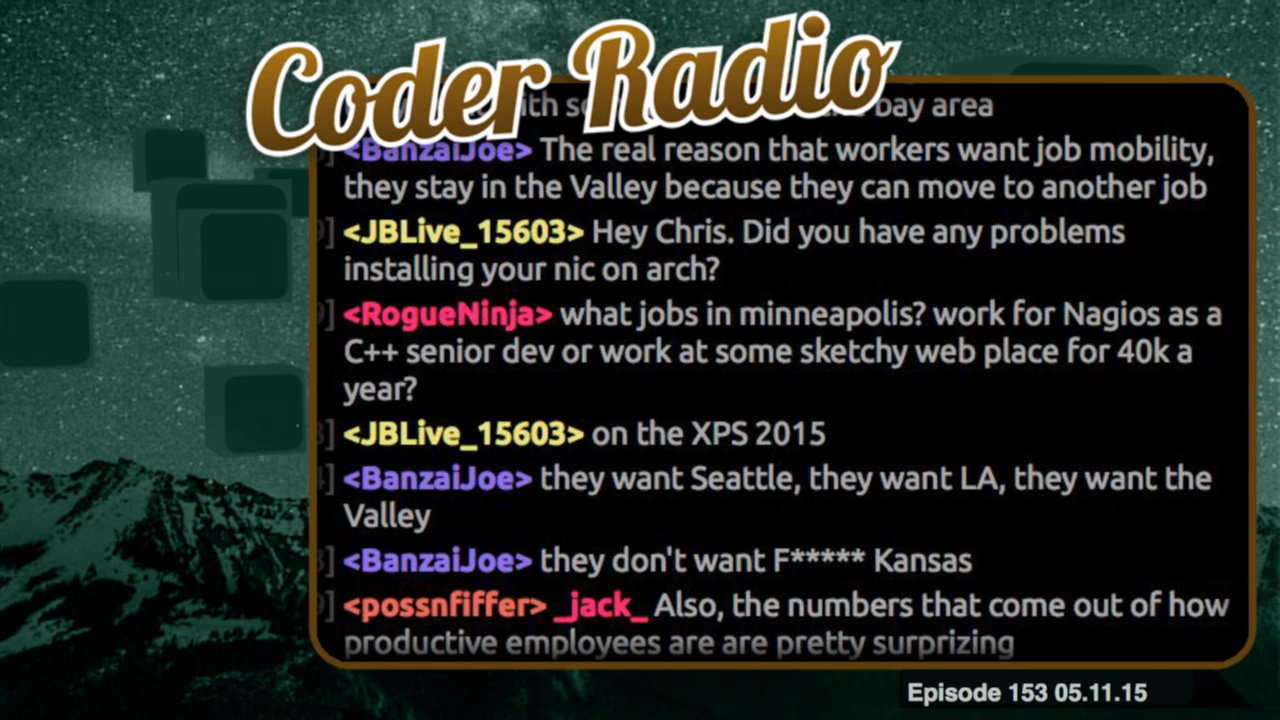 Coder Radio
bay area
<BanzaiJoe> The real reason that workers want job mobility,
they stay in the Valley because they can move to another job
<JBLive_15603> Hey Chris. Did you have any problems
installing your nic on arch?
<RogueNinja> what jobs in minneapolis? work for Nagios as a
C++ senior dev or work at some sketchy web place for 40k a
year?
<JBLive_15603> on the XPS 2015
<BanzaiJoe> they want Seattle, they want LA, they want the
Valley
<BanzaiJoe> they don't want F***** Kansas
<possnfiffer> _jack_ Also, the numbers that come out of how
productive employees are are pretty surprizing
Episode 153 05.11.15